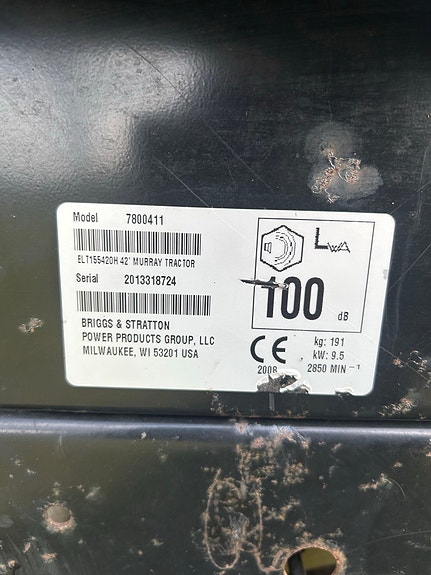 Model 7800411
ELT155420H 42' MURRAY TRACTOR
Serial 2013318724
BRIGGS & STRATTON
POWER PRODUCTS GROUP, LLC
MILWAUKEE, WI 53201 USA
LWA
100 dB
CE
2008
kg: 191
kW: 9.5
2850 MIN⁻¹